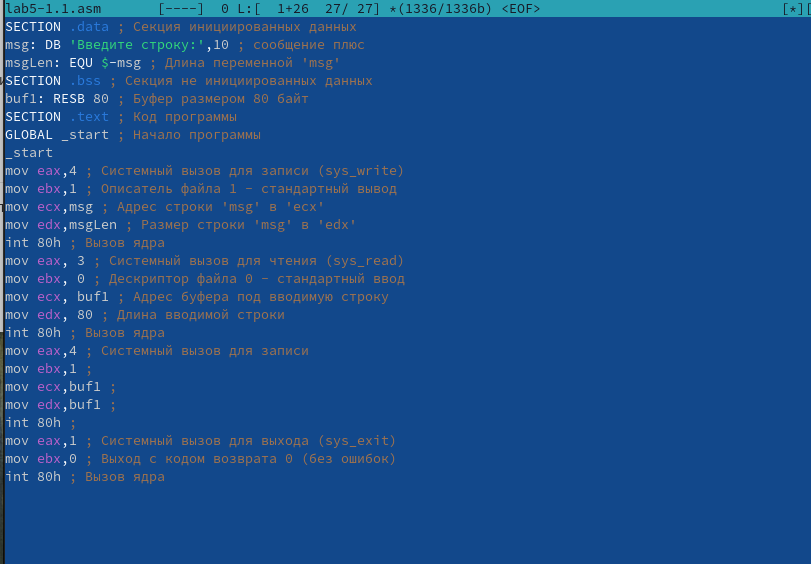 lab5-1.1.asm [----] 0 L:[ 1+26 27/ 27] *(1336/1336b) <EOF> [*][
SECTION .data ; Секция инициированных данных
msg: DB 'Введите строку:',10 ; сообщение плюс
msgLen: EQU $-msg ; Длина переменной 'msg'
SECTION .bss ; Секция не инициированных данных
buf1: RESB 80 ; Буфер размером 80 байт
SECTION .text ; Код программы
GLOBAL _start ; Начало программы
_start
mov eax,4 ; Системный вызов для записи (sys_write)
mov ebx,1 ; Описатель файла 1 - стандартный вывод
mov ecx,msg ; Адрес строки 'msg' в 'ecx'
mov edx,msgLen ; Размер строки 'msg' в 'edx'
int 80h ; Вызов ядра
mov eax, 3 ; Системный вызов для чтения (sys_read)
mov ebx, 0 ; Дескриптор файла 0 - стандартный ввод
mov ecx, buf1 ; Адрес буфера под вводимую строку
mov edx, 80 ; Длина вводимой строки
int 80h ; Вызов ядра
mov eax,4 ; Системный вызов для записи
mov ebx,1 ;
mov ecx,buf1 ;
mov edx,buf1 ;
int 80h ;
mov eax,1 ; Системный вызов для выхода (sys_exit)
mov ebx,0 ; Выход с кодом возврата 0 (без ошибок)
int 80h ; Вызов ядра